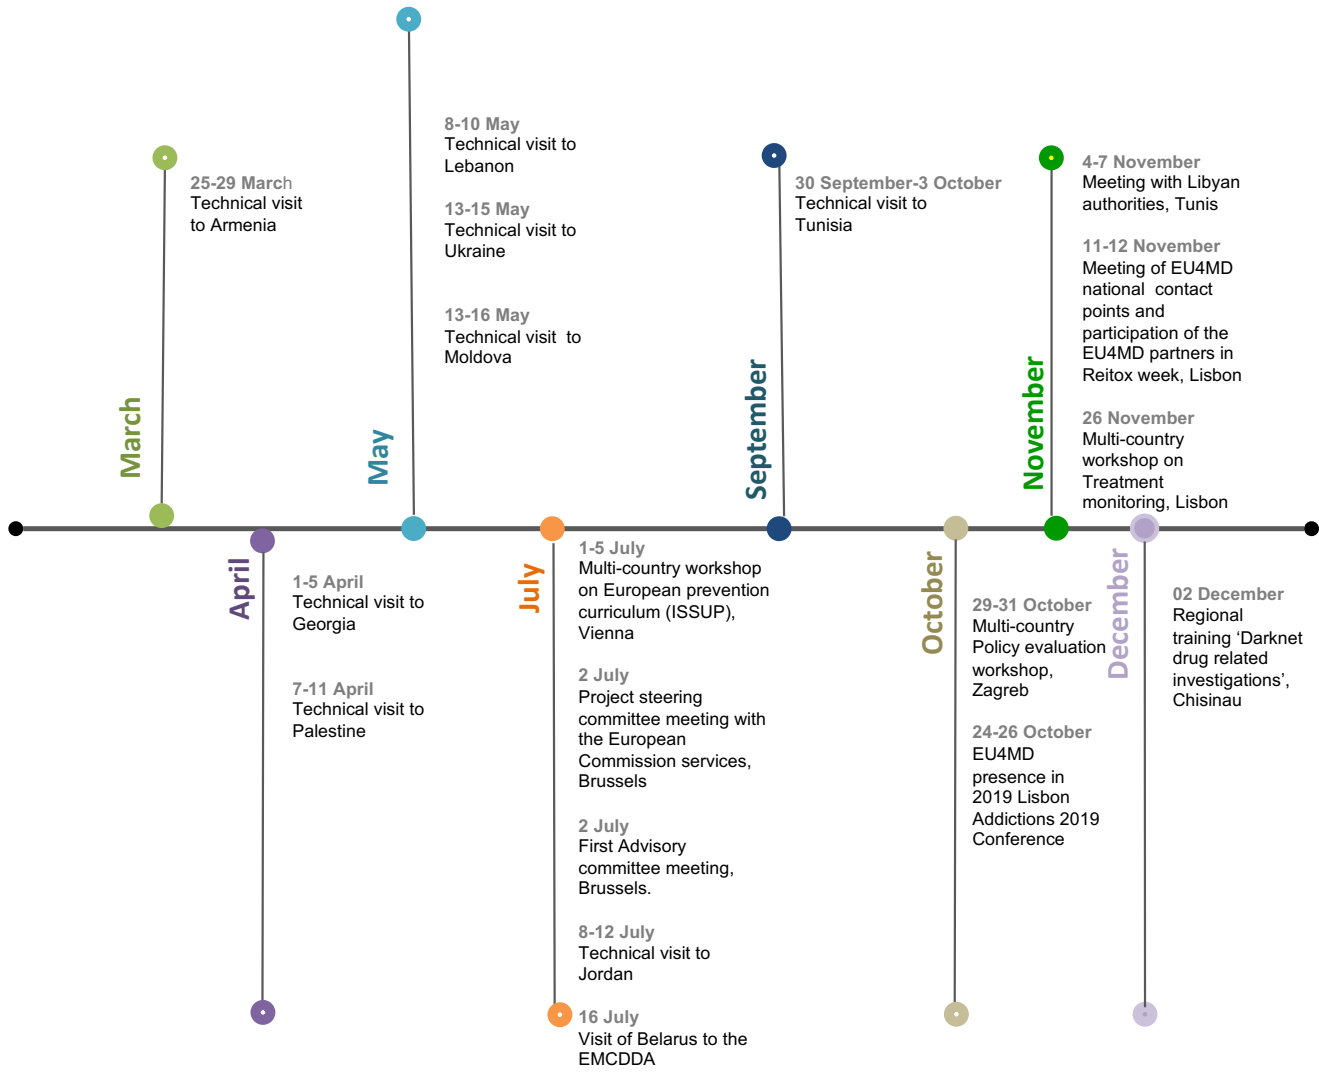 March
25-29 March
Technical visit
to Armenia
April
1-5 April
Technical visit to
Georgia
7-11 April
Technical visit to
Palestine
May
8-10 May
Technical visit to
Lebanon
13-15 May
Technical visit to
Ukraine
13-16 May
Technical visit  to
Moldova
July
1-5 July
Multi-country workshop
on European prevention
curriculum (ISSUP),
Vienna
2 July
Project steering
committee meeting with
the European
Commission services,
Brussels
2 July
First Advisory
committee meeting,
Brussels.
8-12 July
Technical visit to
Jordan
16 July
Visit of Belarus to the
EMCDDA
September
30 September-3 October
Technical visit to
Tunisia
October
29-31 October
Multi-country
Policy evaluation
workshop,
Zagreb
24-26 October
EU4MD
presence in
2019 Lisbon
Addictions 2019
Conference
November
4-7 November
Meeting with Libyan
authorities, Tunis
11-12 November
Meeting of EU4MD
national  contact
points and
participation of the
EU4MD partners in
Reitox week, Lisbon
26 November
Multi-country
workshop on
Treatment
monitoring, Lisbon
December
02 December
Regional
training ‘Darknet
drug related
investigations’,
Chisinau